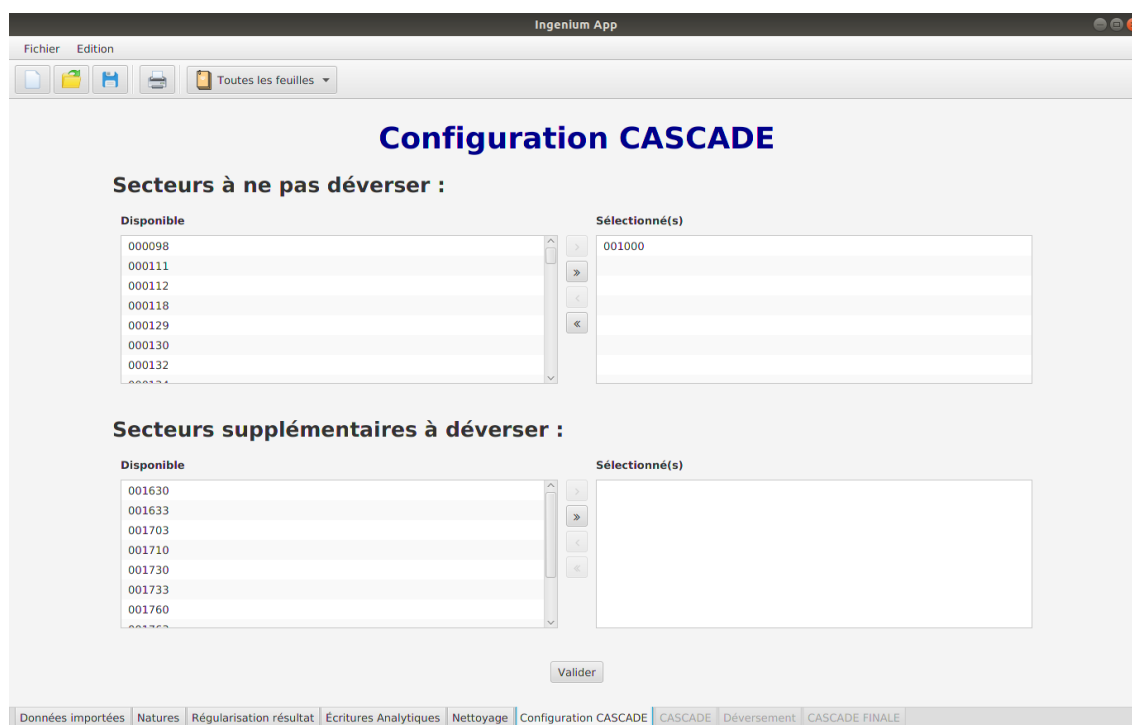 Ingenium App
Fichier Edition
Toutes les feuilles
Configuration CASCADE
Secteurs à ne pas déverser :
Disponible Sélectionné(s)
000098 001000
000111
000112
000118
000129
000130
000132
Secteurs supplémentaires à déverser :
Disponible Sélectionné(s)
001630
001633
001703
001710
001730
001733
001760
Valider
Données importées Natures Régularisation résultat Écritures Analytiques Nettoyage Configuration CASCADE CASCADE Déversement CASCADE FINALE